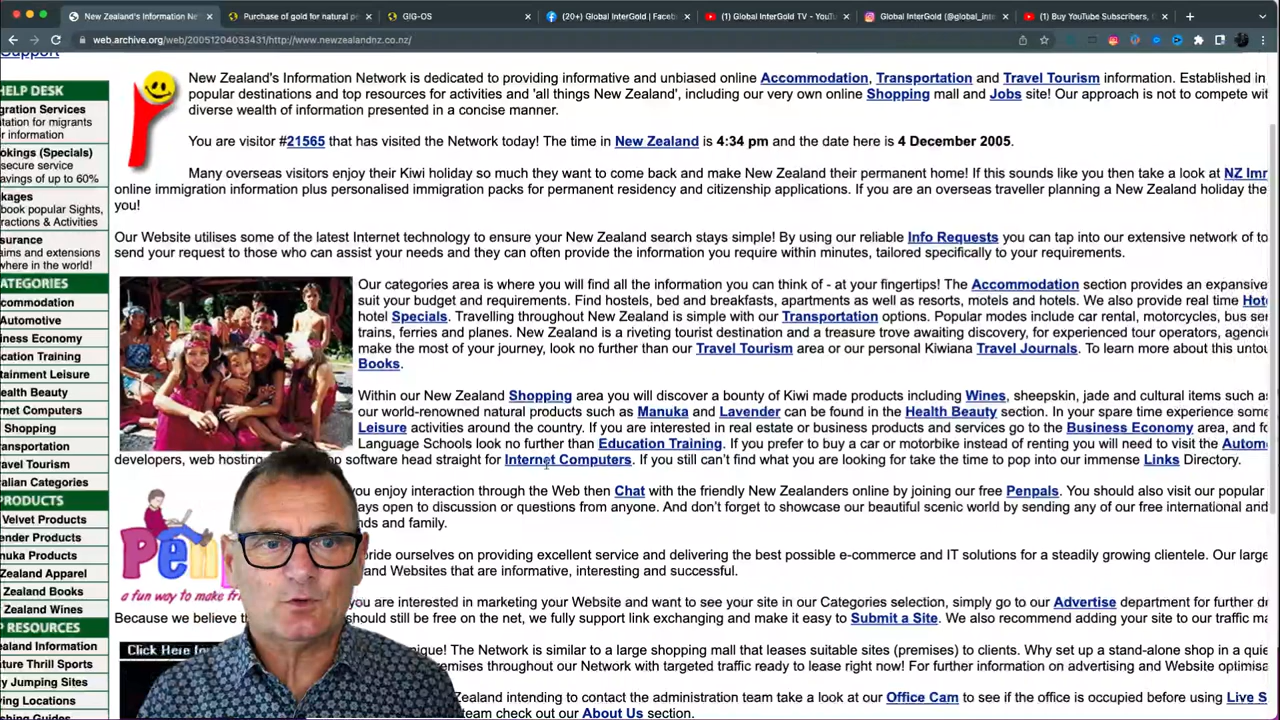 New Zealand's Information Ne
Purchase of gold for natural pe
GIG-OS
(20+) Global InterGold | Faceb
(1) Global InterGold TV - YouTu
Global InterGold (@global_inte
(1) Buy YouTube Subscribers, G
web.archive.org/web/20051204033431/http://www.newzealandnz.co.nz/
Support
HELP DESK
gration Services
tation for migrants
r information
okings (Specials)
secure service
savings of up to 60%
kages
book popular Sights,
ractions & Activities
surance
aims and extensions
where in the world!
ATEGORIES
ccommodation
Automotive
siness Economy
cation Training
tainment Leisure
ealth Beauty
rnet Computers
Shopping
ransportation
ravel Tourism
alian Categories
PRODUCTS
Velvet Products
ender Products
nuka Products
Zealand Apparel
Zealand Books
Zealand Wines
P RESOURCES
aland Information
nture Thrill Sports
y Jumping Sites
ving Locations
shing Guides
New Zealand's Information Network is dedicated to providing informative and unbiased online Accommodation, Transportation and Travel Tourism information. Established in
popular destinations and top resources for activities and 'all things New Zealand', including our very own online Shopping mall and Jobs site! Our approach is not to compete wit
diverse wealth of information presented in a concise manner.
You are visitor #21565 that has visited the Network today! The time in New Zealand is 4:34 pm and the date here is 4 December 2005.
Many overseas visitors enjoy their Kiwi holiday so much they want to come back and make New Zealand their permanent home! If this sounds like you then take a look at NZ Imr
online immigration information plus personalised immigration packs for permanent residency and citizenship applications. If you are an overseas traveller planning a New Zealand holiday the
you!
Our Website utilises some of the latest Internet technology to ensure your New Zealand search stays simple! By using our reliable Info Requests you can tap into our extensive network of to
send your request to those who can assist your needs and they can often provide the information you require within minutes, tailored specifically to your requirements.
Our categories area is where you will find all the information you can think of - at your fingertips! The Accommodation section provides an expansive
suit your budget and requirements. Find hostels, bed and breakfasts, apartments as well as resorts, motels and hotels. We also provide real time Hot
hotel Specials. Travelling throughout New Zealand is simple with our Transportation options. Popular modes include car rental, motorcycles, bus ser
trains, ferries and planes. New Zealand is a riveting tourist destination and a treasure trove awaiting discovery, for experienced tour operators, agenci
make the most of your journey, look no further than our Travel Tourism area or our personal Kiwiana Travel Journals. To learn more about this untou
Books.
Within our New Zealand Shopping area you will discover a bounty of Kiwi made products including Wines, sheepskin, jade and cultural items such as
our world-renowned natural products such as Manuka and Lavender can be found in the Health Beauty section. In your spare time experience some
Leisure activities around the country. If you are interested in real estate or business products and services go to the Business Economy area, and fo
Language Schools look no further than Education Training. If you prefer to buy a car or motorbike instead of renting you will need to visit the Autom
developers, web hosting op software head straight for Internet Computers. If you still can't find what you are looking for take the time to pop into our immense Links Directory.
Pen
a fun way to make fri
you enjoy interaction through the Web then Chat with the friendly New Zealanders online by joining our free Penpals. You should also visit our popular
ays open to discussion or questions from anyone. And don't forget to showcase our beautiful scenic world by sending any of our free international and
nds and family.
pride ourselves on providing excellent service and delivering the best possible e-commerce and IT solutions for a steadily growing clientele. Our large
and Websites that are informative, interesting and successful.
you are interested in marketing your Website and want to see your site in our Categories selection, simply go to our Advertise department for further de
Because we believe th should still be free on the net, we fully support link exchanging and make it easy to Submit a Site. We also recommend adding your site to our traffic ma
Click Here for
nique! The Network is similar to a large shopping mall that leases suitable sites (premises) to clients. Why set up a stand-alone shop in a quie
emises throughout our Network with targeted traffic ready to lease right now! For further information on advertising and Website optimisa
Zealand intending to contact the administration team take a look at our Office Cam to see if the office is occupied before using Live S
team check out our About Us section.